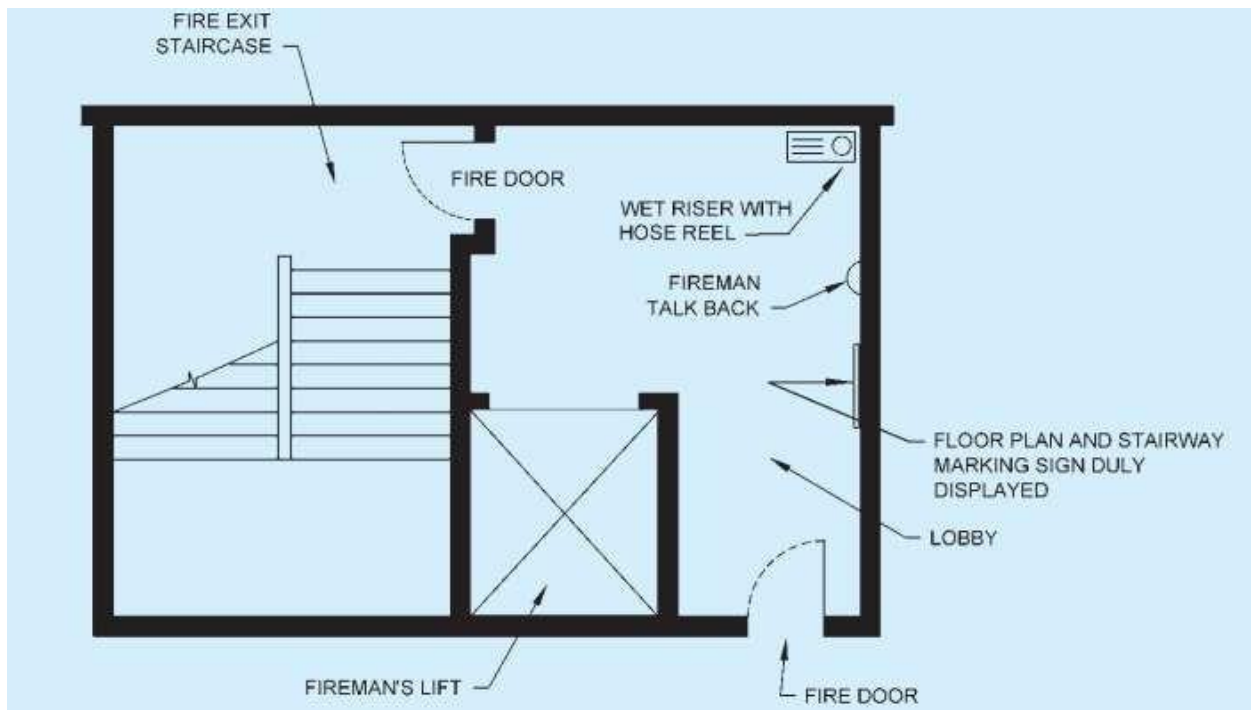 FIRE EXIT
STAIRCASE
FIRE DOOR
WET RISER WITH
HOSE REEL
FIREMAN
TALK BACK
FLOOR PLAN AND STAIRWAY
MARKING SIGN DULY
DISPLAYED
LOBBY
FIREMAN'S LIFT
FIRE DOOR